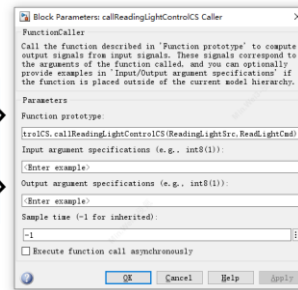 Block Parameters: callReadingLightControlCS Caller
FunctionCaller
Call the function described in 'Function prototype' to compute
output signals from input signals. These signals correspond to
the arguments of the function called, and you can optionally
provide examples in 'Input/Output argument specifications' if
the function is placed outside of the current model hierarchy.
Parameters
Function prototype:
trolCS.callReadingLightControlCS(ReadingLightSrc,ReadLightCmd)
Input argument specifications (e.g., int8(1)):
<Enter example>
Output argument specifications (e.g., int8(1)):
<Enter example>
Sample time (-1 for inherited):
-1
Execute function call asynchronously
OK Cancel Help Apply